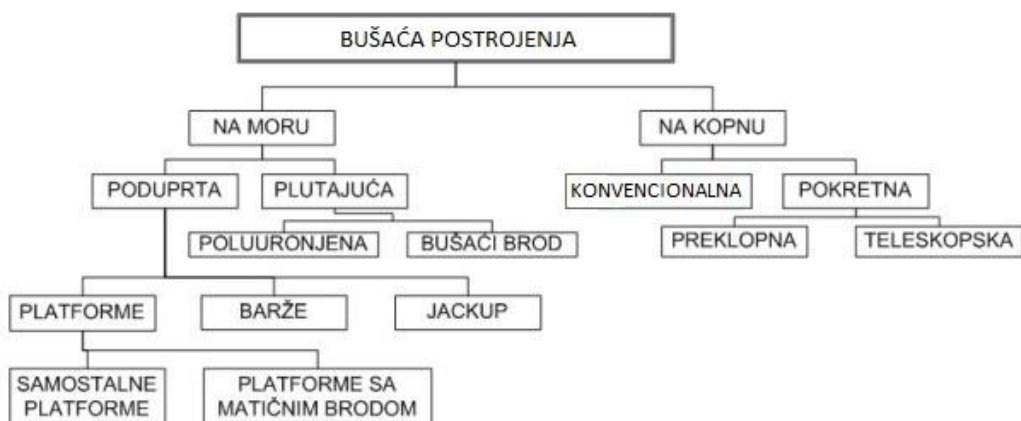 BUŠAĆA POSTROJENJA
NA MORU
NA KOPNU
PODUPRTA
PLUTAJUĆA
KONVENCIONALNA
POKRETNA
POLUURONJENA
BUŠAĆI BROD
PREKLOPNA
TELESKOPSKA
PLATFORME
BARŽE
JACKUP
SAMOSTALNE
PLATFORME
PLATFORME SA
MATIČNIM BRODOM